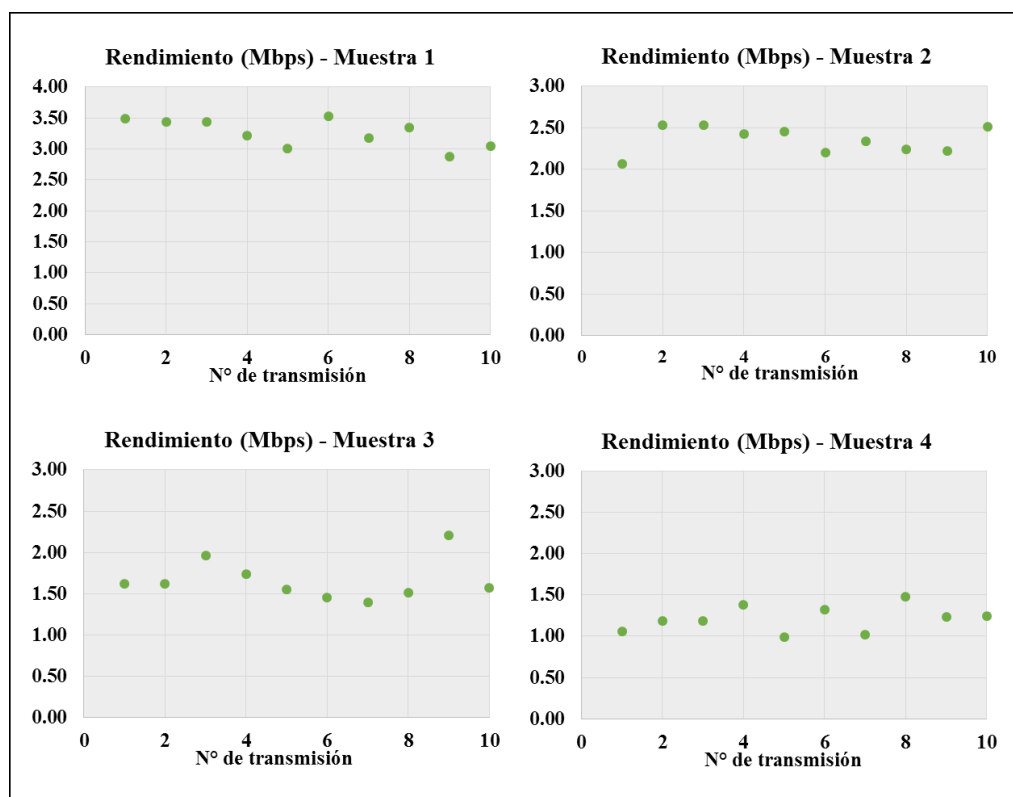 Rendimiento (Mbps) - Muestra 1
4.00
3.50
3.00
2.50
2.00
1.50
1.00
0.50
0.00
0 2 4 6 8 10
N° de transmisión
Rendimiento (Mbps) - Muestra 2
3.00
2.50
2.00
1.50
1.00
0.50
0.00
0 2 4 6 8 10
N° de transmisión
Rendimiento (Mbps) - Muestra 3
3.00
2.50
2.00
1.50
1.00
0.50
0.00
0 2 4 6 8 10
N° de transmisión
Rendimiento (Mbps) - Muestra 4
3.00
2.50
2.00
1.50
1.00
0.50
0.00
0 2 4 6 8 10
N° de transmisión